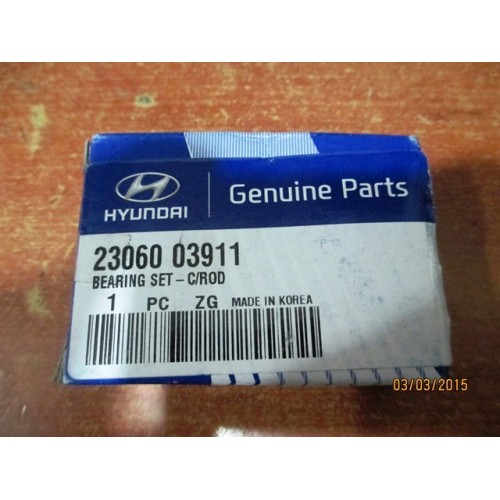 HYUNDAI
Genuine Parts
23060 03911
BEARING SET - C/ROD
1 PC ZG MADE IN KOREA
03/03/2015